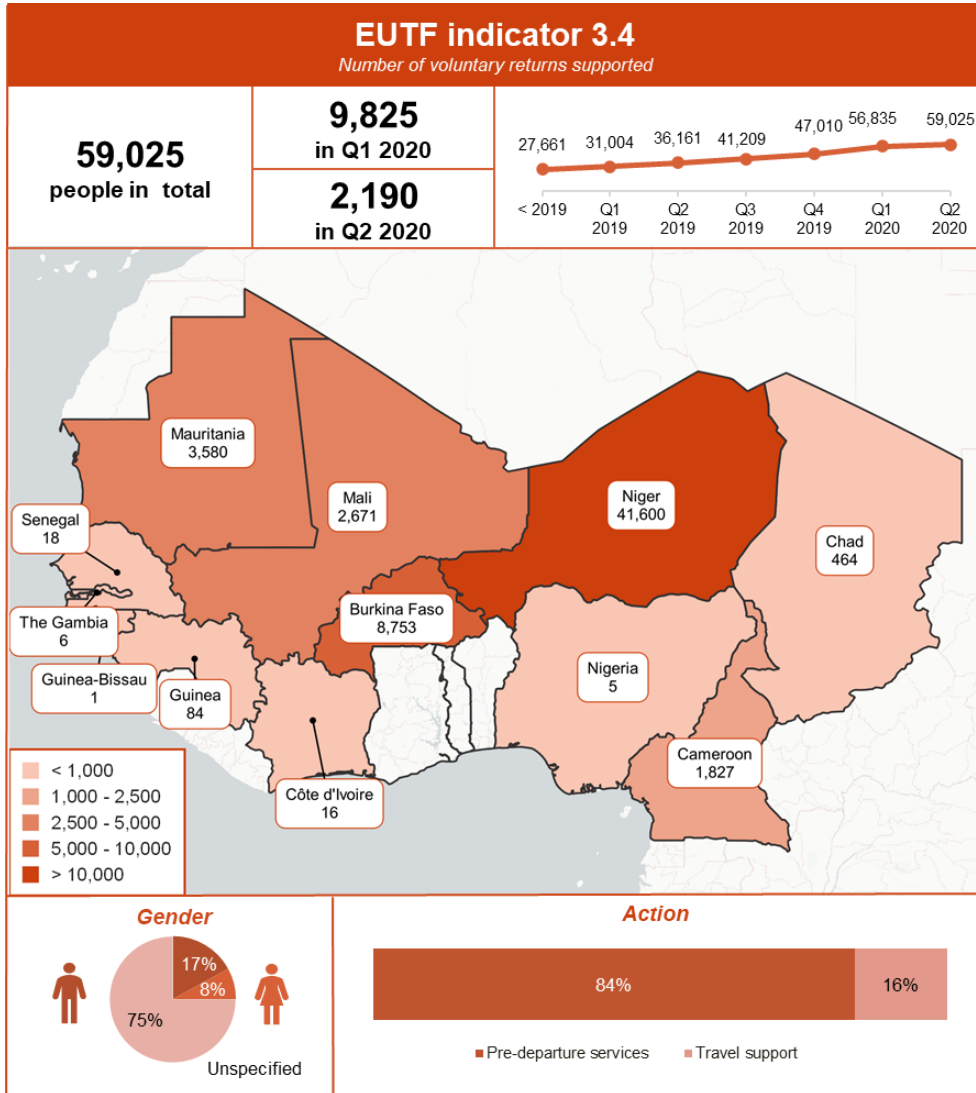 EUTF indicator 3.4
Number of voluntary returns supported
59,025
people in total
9,825
in Q1 2020
2,190
in Q2 2020
27,661
31,004
36,161
41,209
47,010
56,835
59,025
< 2019
Q1
2019
Q2
2019
Q3
2019
Q4
2019
Q1
2020
Q2
2020
Mauritania
3,580
Mali
2,671
Niger
41,600
Chad
464
Senegal
18
The Gambia
6
Guinea-Bissau
1
Guinea
84
Burkina Faso
8,753
Nigeria
5
Cameroon
1,827
Côte d'Ivoire
16
< 1,000
1,000 - 2,500
2,500 - 5,000
5,000 - 10,000
> 10,000
Gender
17%
8%
75%
Unspecified
Action
84%
16%
Pre-departure services
Travel support